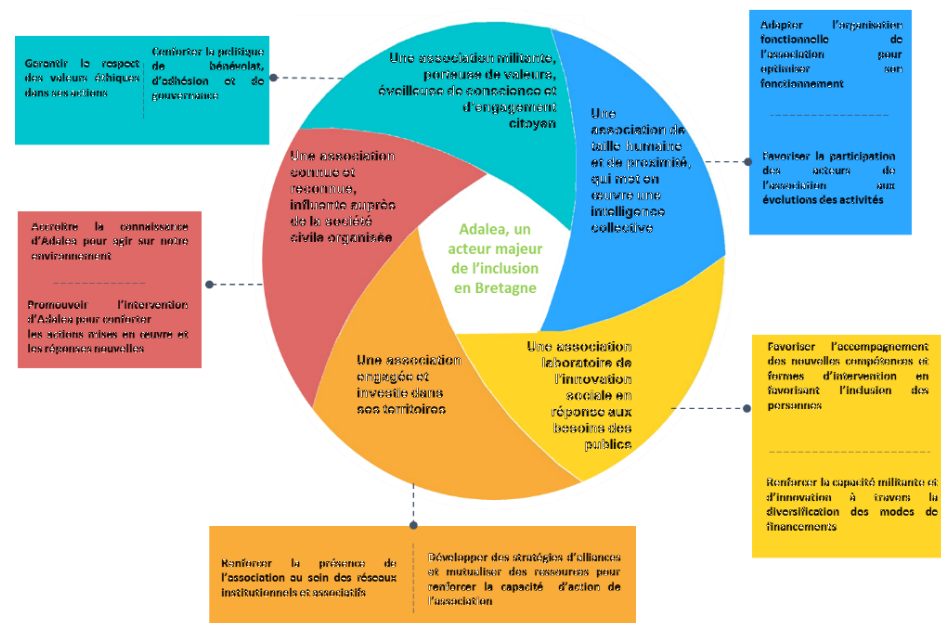 Garantir le respect
des valeurs éthiques
dans ses actions
Conforter la politique
de bénévolat,
d'adhésion et de
gouvernance
Une association militante,
porteuse de valeurs,
éveilleuse de conscience et
d'engagement
citoyen
Adapter l'organisation
fonctionnelle de
l'association pour
optimiser son
fonctionnement
Favoriser la participation
des acteurs de
l'association aux
évolutions des activités
Une
association de
taille humaine
et de proximité,
qui met en
œuvre une
intelligence
collective
Une association
connue et
reconnue,
influente auprès
de la société
civile organisée
Accroître la connaissance
d'Adalea pour agir sur notre
environnement
Promouvoir l'intervention
d'Adalea pour conforter
les actions mises en œuvre et
les réponses nouvelles
Adalea, un
acteur majeur
de l'inclusion
en Bretagne
Une association
engagée et
investie dans
ses territoires
Une association
laboratoire de
l'innovation
sociale en
réponse aux
besoins des
publics
Favoriser l'accompagnement
des nouvelles compétences et
formes d'intervention en
favorisant l'inclusion des
personnes
Renforcer la capacité militante et
d'innovation à travers la
diversification des modes de
financements
Renforcer la présence de
l'association au sein des réseaux
institutionnels et associatifs
Développer des stratégies d'alliances
et mutualiser des ressources pour
renforcer la capacité d'action de
l'association